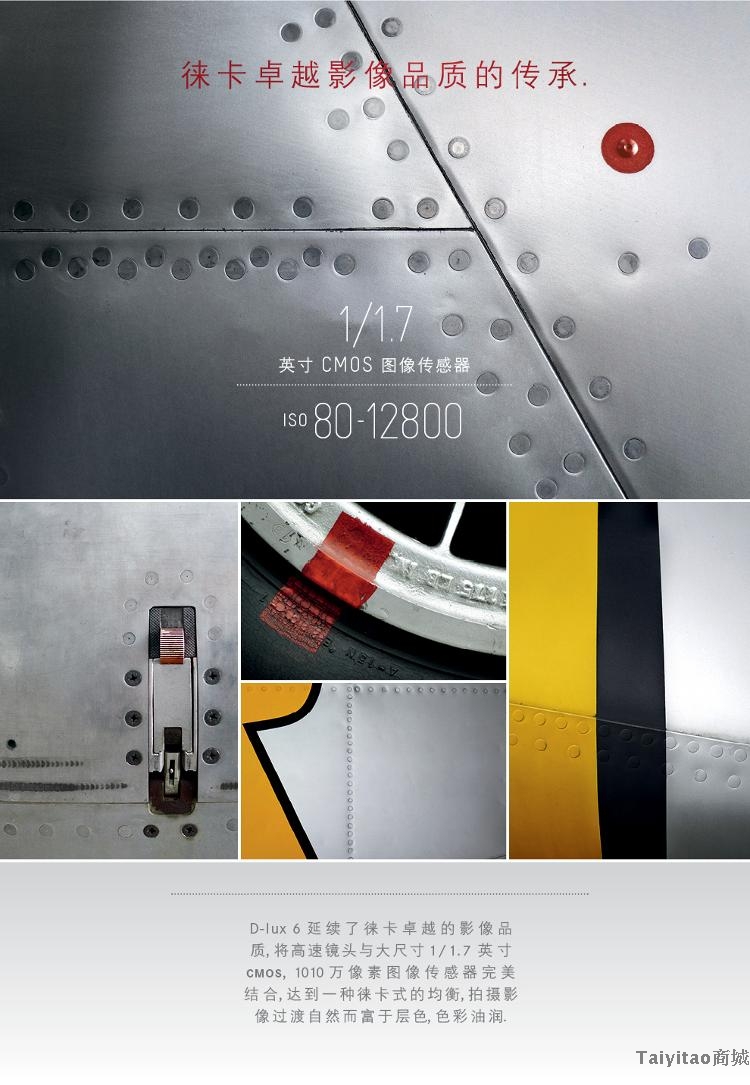 徕卡卓越影像品质的传承.
1/1.7
英寸 CMOS 图像传感器
ISO 80-12800
D-lux 6 延续了徕卡卓越的影像品
质,将高速镜头与大尺寸 1/1.7 英寸
CMOS, 1010 万像素图像传感器完美
结合,达到一种徕卡式的均衡,拍摄影
像过渡自然而富于层色,色彩油润.
Taiyitao商城